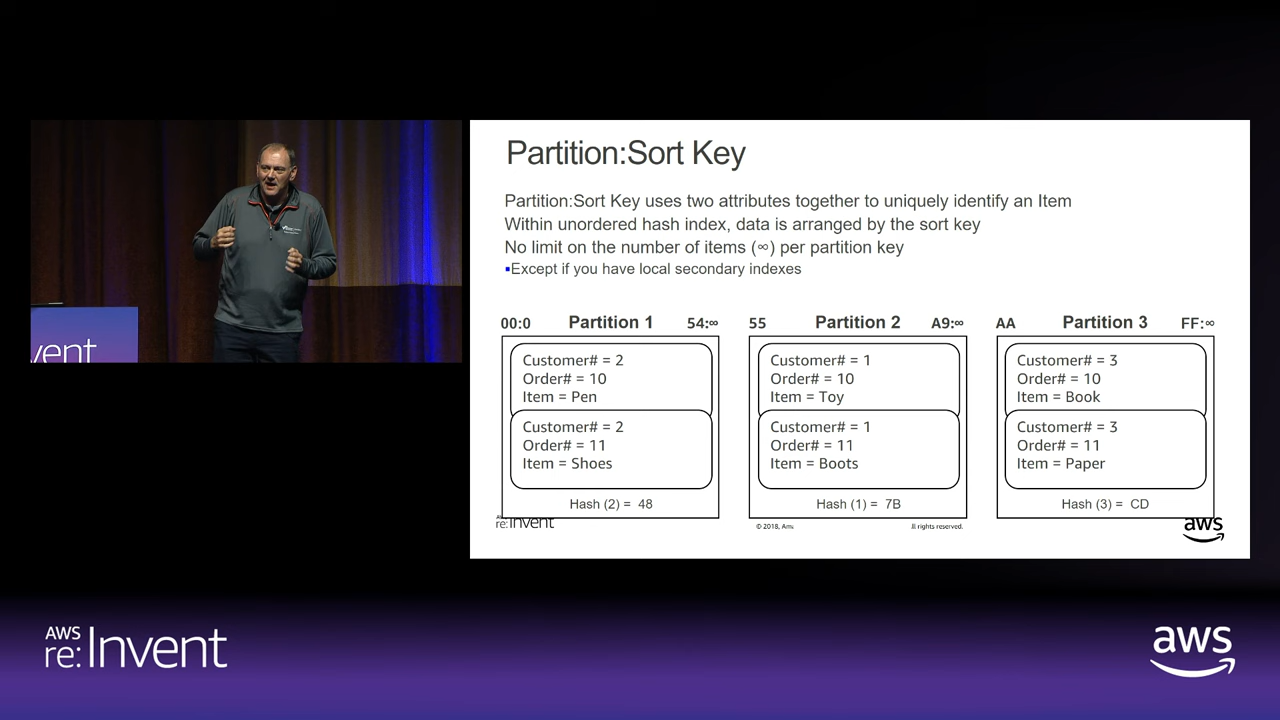 Partition:Sort Key
Partition:Sort Key uses two attributes together to uniquely identify an Item
Within unordered hash index, data is arranged by the sort key
No limit on the number of items (∞) per partition key
▪Except if you have local secondary indexes
00:0 Partition 1 54:∞
55 Partition 2 A9:∞
AA Partition 3 FF:∞
Customer# = 2
Order# = 10
Item = Pen
Customer# = 2
Order# = 11
Item = Shoes
Hash (2) = 48
Customer# = 1
Order# = 10
Item = Toy
Customer# = 1
Order# = 11
Item = Boots
Hash (1) = 7B
Customer# = 3
Order# = 10
Item = Book
Customer# = 3
Order# = 11
Item = Paper
Hash (3) = CD
re:Invent
© 2018, Am
ll rights reserved.
aws
vent
AWS
re:Invent
aws